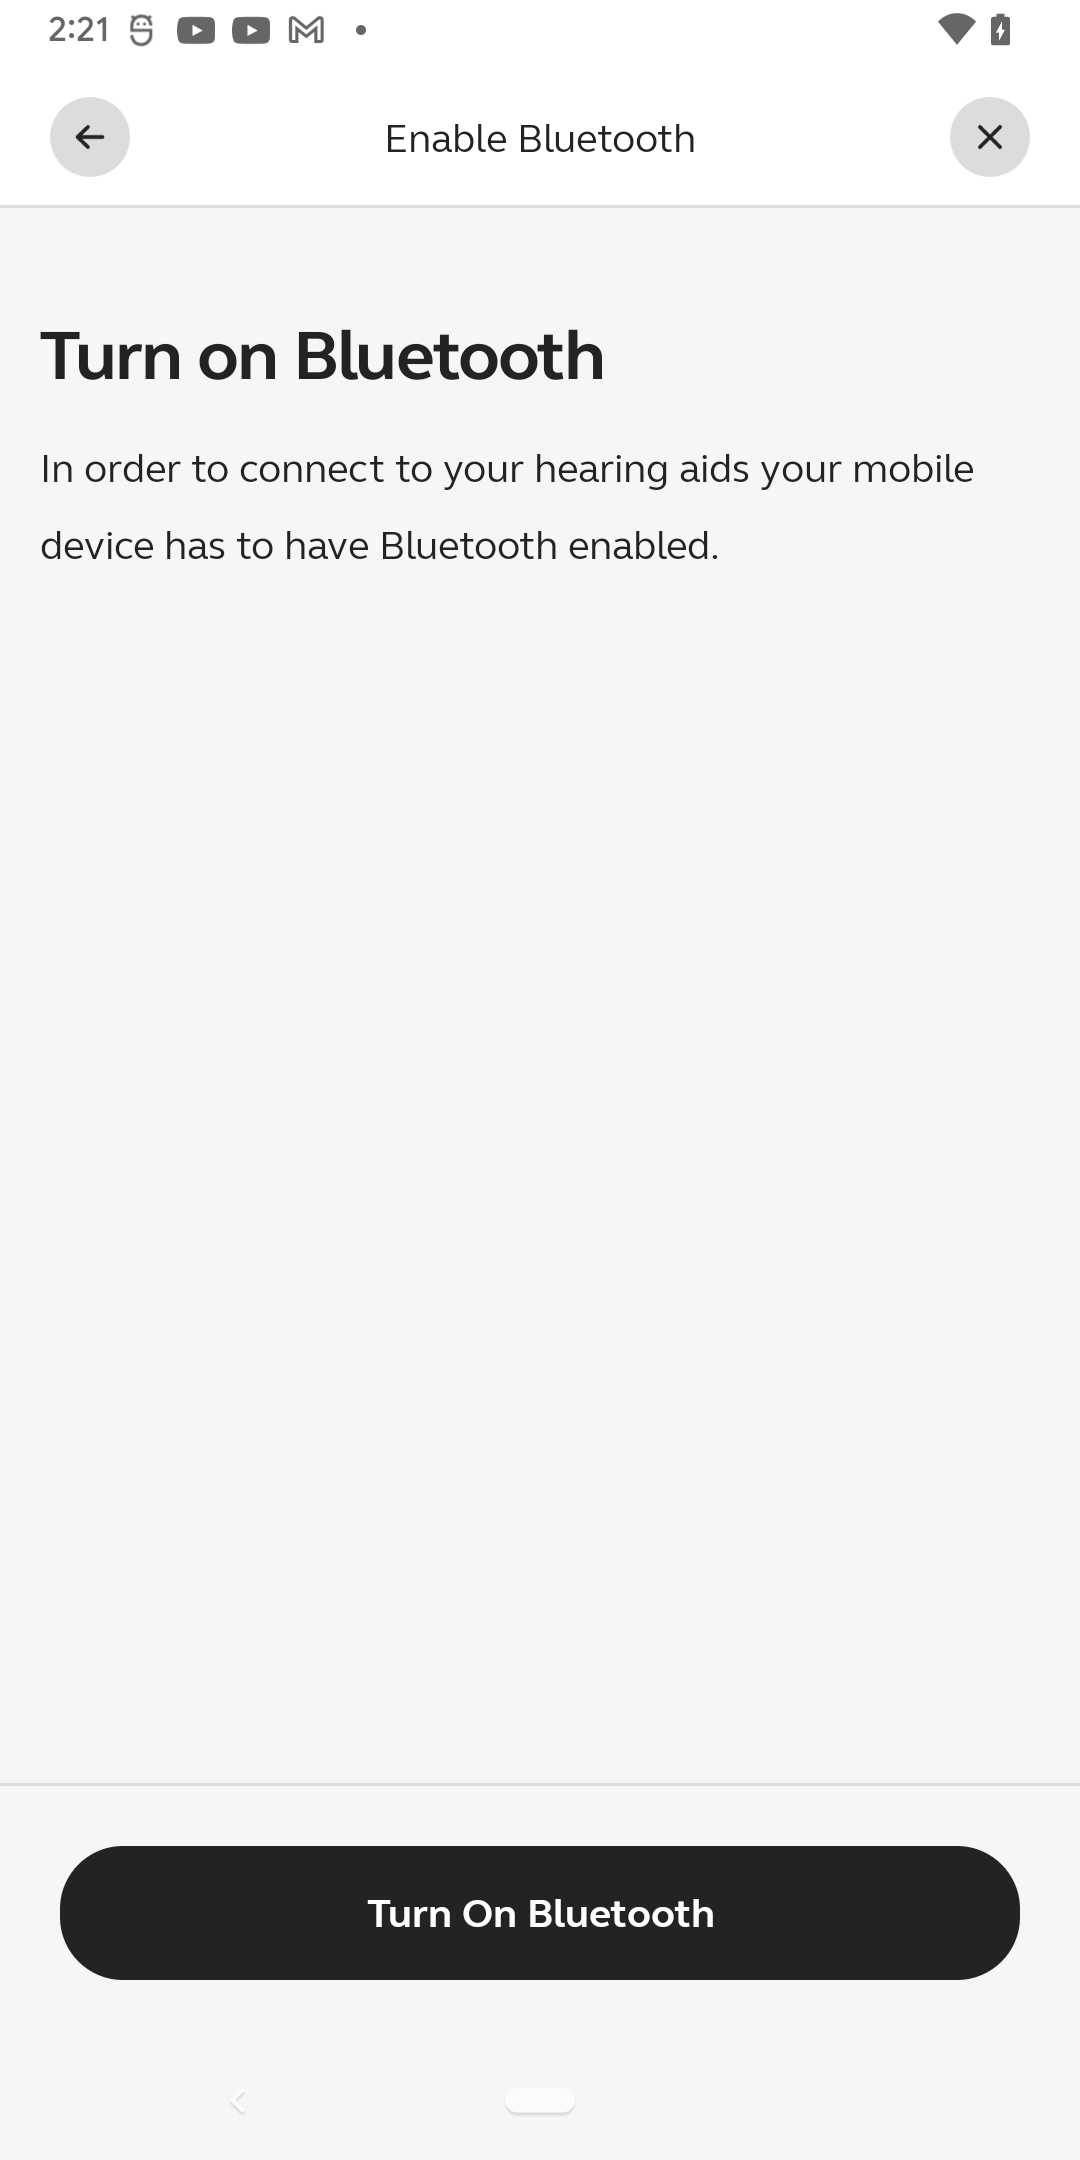 2:21
Enable Bluetooth
Turn on Bluetooth
In order to connect to your hearing aids your mobile
device has to have Bluetooth enabled.
Turn On Bluetooth